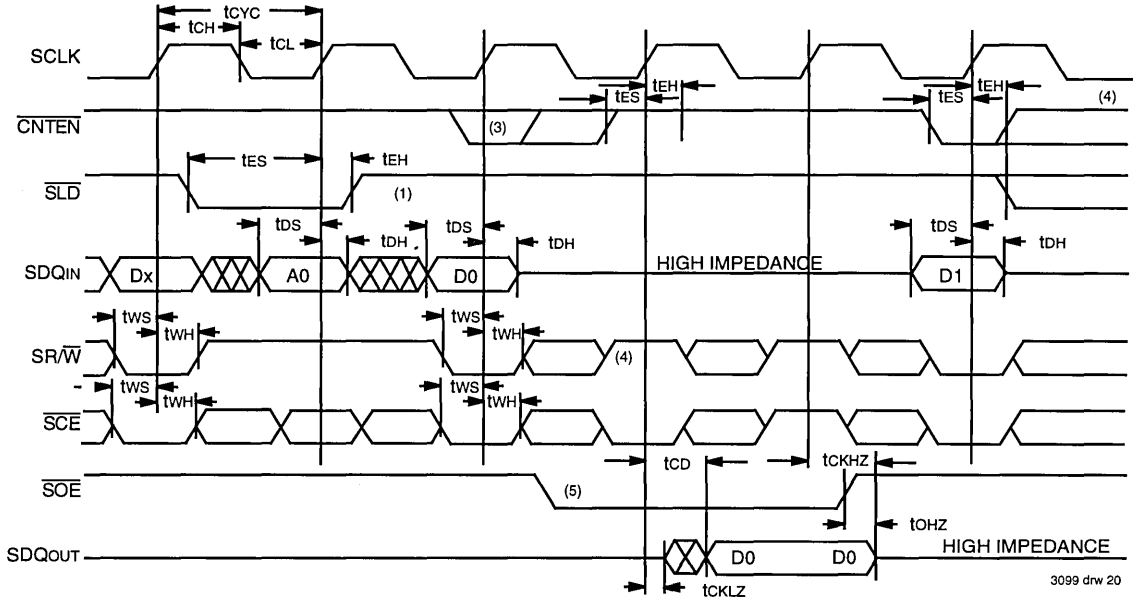 tCYC
tCH
tCL
SCLK
tES
tEH
tES
tEH
(4)
CNTEN
(3)
tES
tEH
SLD
(1)
tDS
tDH
tDS
tDH
tDS
tDH
SDQIN
Dx
A0
D0
HIGH IMPEDANCE
D1
tWS
tWH
tWS
tWH
SR/W
(4)
tWS
tWH
tWS
tWH
SCE
tCD
tCKHZ
SOE
(5)
tOHZ
SDQOUT
D0
D0
HIGH IMPEDANCE
tCKLZ
3099 drw 20